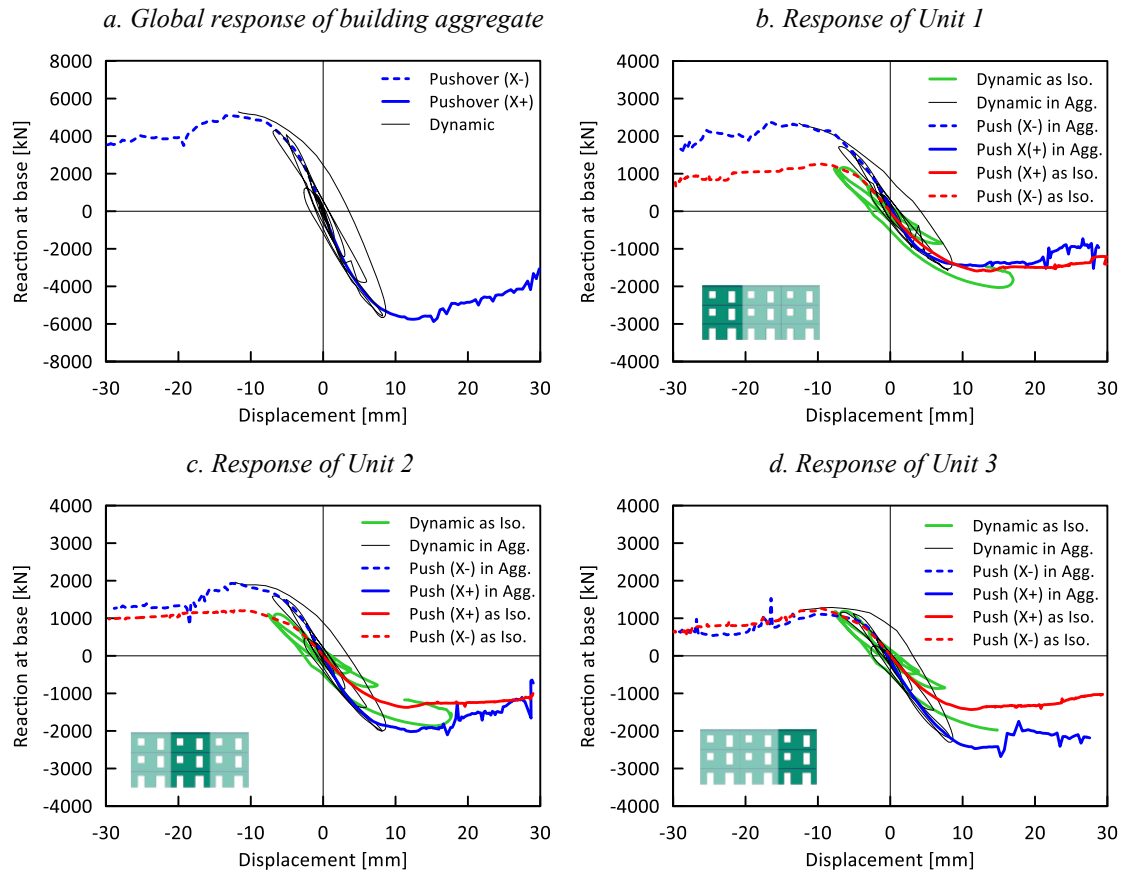 a. Global response of building aggregate
Reaction at base [kN]
8000
6000
4000
2000
0
-2000
-4000
-6000
-8000
Pushover (X-)
Pushover (X+)
Dynamic
-30 -20 -10 0 10 20 30
Displacement [mm]
b. Response of Unit 1
Reaction at base [kN]
4000
3000
2000
1000
0
-1000
-2000
-3000
-4000
Dynamic as Iso.
Dynamic in Agg.
Push (X-) in Agg.
Push X(+) in Agg.
Push (X+) as Iso.
Push (X-) as Iso.
-30 -20 -10 0 10 20 30
Displacement [mm]
c. Response of Unit 2
Reaction at base [kN]
4000
3000
2000
1000
0
-1000
-2000
-3000
-4000
Dynamic as Iso.
Dynamic in Agg.
Push (X-) in Agg.
Push (X+) in Agg.
Push (X+) as Iso.
Push (X-) as Iso.
-30 -20 -10 0 10 20 30
Displacement [mm]
d. Response of Unit 3
Reaction at base [kN]
4000
3000
2000
1000
0
-1000
-2000
-3000
-4000
Dynamic as Iso.
Dynamic in Agg.
Push (X-) in Agg.
Push (X+) in Agg.
Push (X+) as Iso.
Push (X-) as Iso.
-30 -20 -10 0 10 20 30
Displacement [mm]